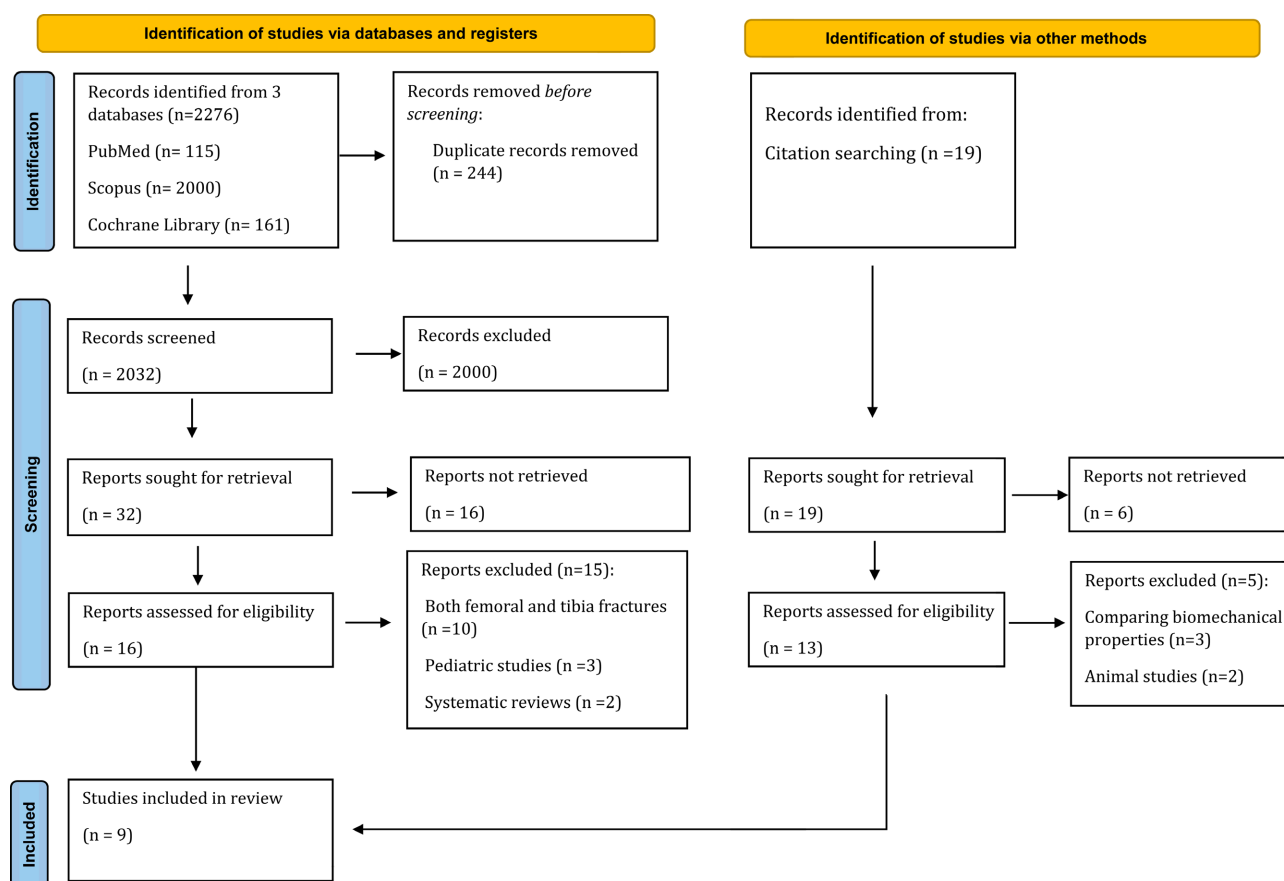 Identification of studies via databases and registers
Identification of studies via other methods
Identification
Records identified from 3
databases (n=2276)
PubMed (n= 115)
Scopus (n= 2000)
Cochrane Library (n= 161)
Records removed before
screening:
Duplicate records removed
(n = 244)
Records identified from:
Citation searching (n =19)
Screening
Records screened
(n = 2032)
Records excluded
(n = 2000)
Reports sought for retrieval
(n = 32)
Reports not retrieved
(n = 16)
Reports sought for retrieval
(n = 19)
Reports not retrieved
(n = 6)
Reports assessed for eligibility
(n = 16)
Reports excluded (n=15):
Both femoral and tibia fractures
(n =10)
Pediatric studies (n =3)
Systematic reviews (n =2)
Reports assessed for eligibility
(n = 13)
Reports excluded (n=5):
Comparing biomechanical
properties (n=3)
Animal studies (n=2)
Included
Studies included in review
(n = 9)